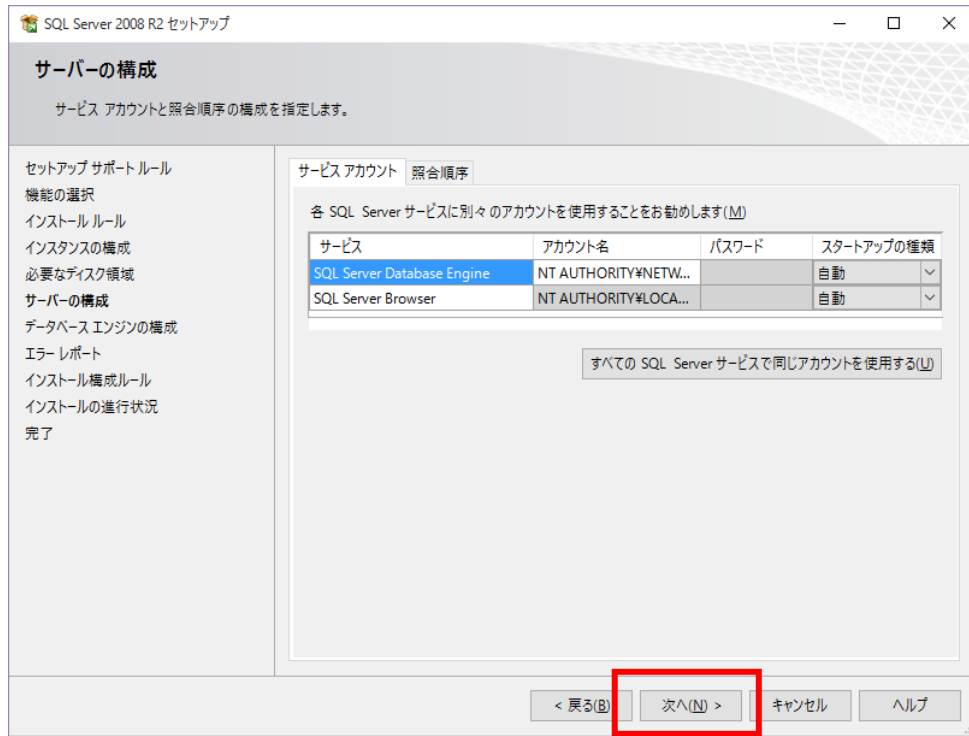 SQL Server 2008 R2 セットアップ
サーバーの構成
サービス アカウントと照合順序の構成を指定します。
セットアップ サポート ルール
機能の選択
インストール ルール
インスタンスの構成
必要なディスク領域
サーバーの構成
データベース エンジンの構成
エラー レポート
インストール構成ルール
インストールの進行状況
完了
サービス アカウント 照合順序
各 SQL Server サービスに別々のアカウントを使用することをお勧めします(M)
サービス アカウント名 パスワード スタートアップの種類
SQL Server Database Engine NT AUTHORITY¥NETW... 自動
SQL Server Browser NT AUTHORITY¥LOCA... 自動
すべての SQL Server サービスで同じアカウントを使用する(U)
< 戻る(B) 次へ(N) > キャンセル ヘルプ